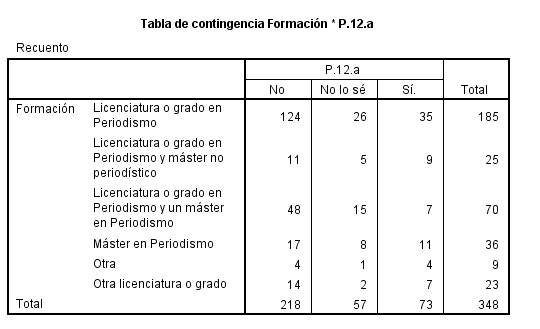 Tabla de contingencia Formación * P.12.a
Recuento
P.12.a
No No lo sé Sí. Total
Formación Licenciatura o grado en
Periodismo 124 26 35 185
Licenciatura o grado en
Periodismo y máster no
periodístico 11 5 9 25
Licenciatura o grado en
Periodismo y un máster
en Periodismo 48 15 7 70
Máster en Periodismo 17 8 11 36
Otra 4 1 4 9
Otra licenciatura o grado 14 2 7 23
Total 218 57 73 348